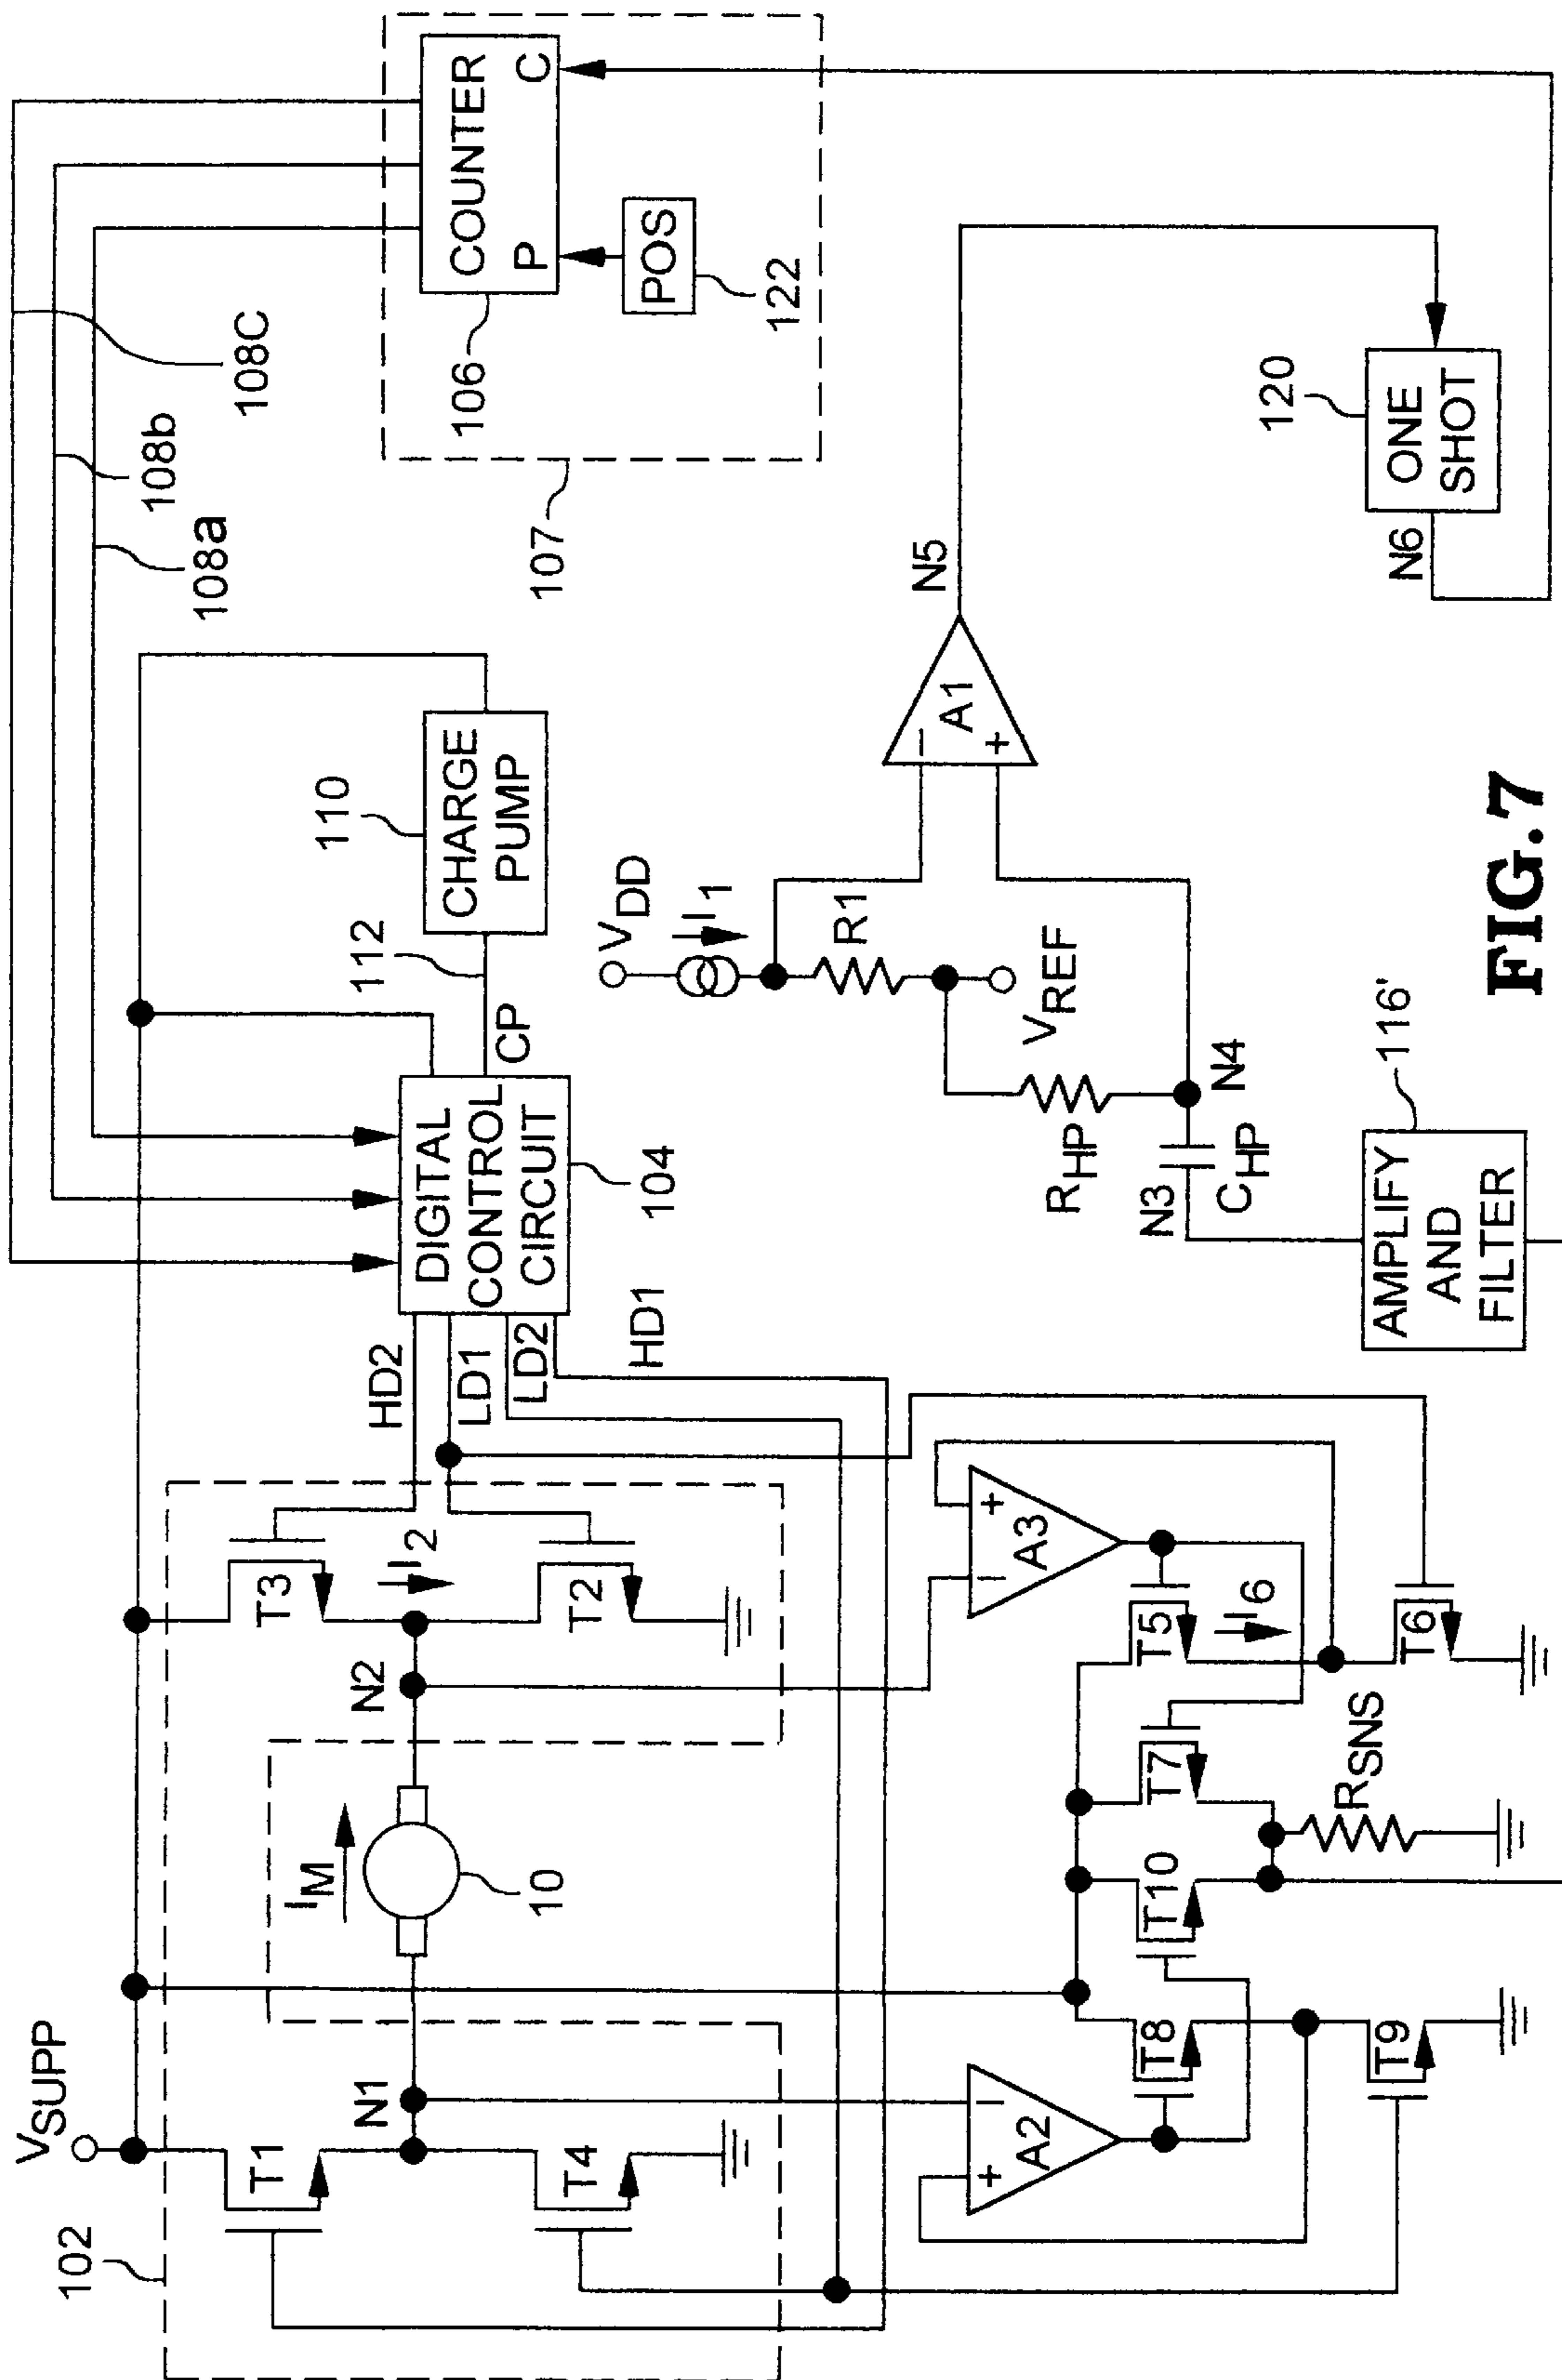 108C
108b
108a
107
106
COUNTER
P
C
POS
122
VSUPP
102
T1
N1
T4
IM
10
N2
T3
I2
T2
HD2
LD1
LD2
HD1
DIGITAL
CONTROL
CIRCUIT
104
CP
112
110
CHARGE
PUMP
VDD
I1
R1
VREF
RHP
N4
N3
CHP
-
+
A1
N5
120
ONE
SHOT
N6
+
-
A2
T8
T9
T10
T7
RSNS
-
+
A3
T5
I6
T6
AMPLIFY
AND
FILTER
116'
FIG.7